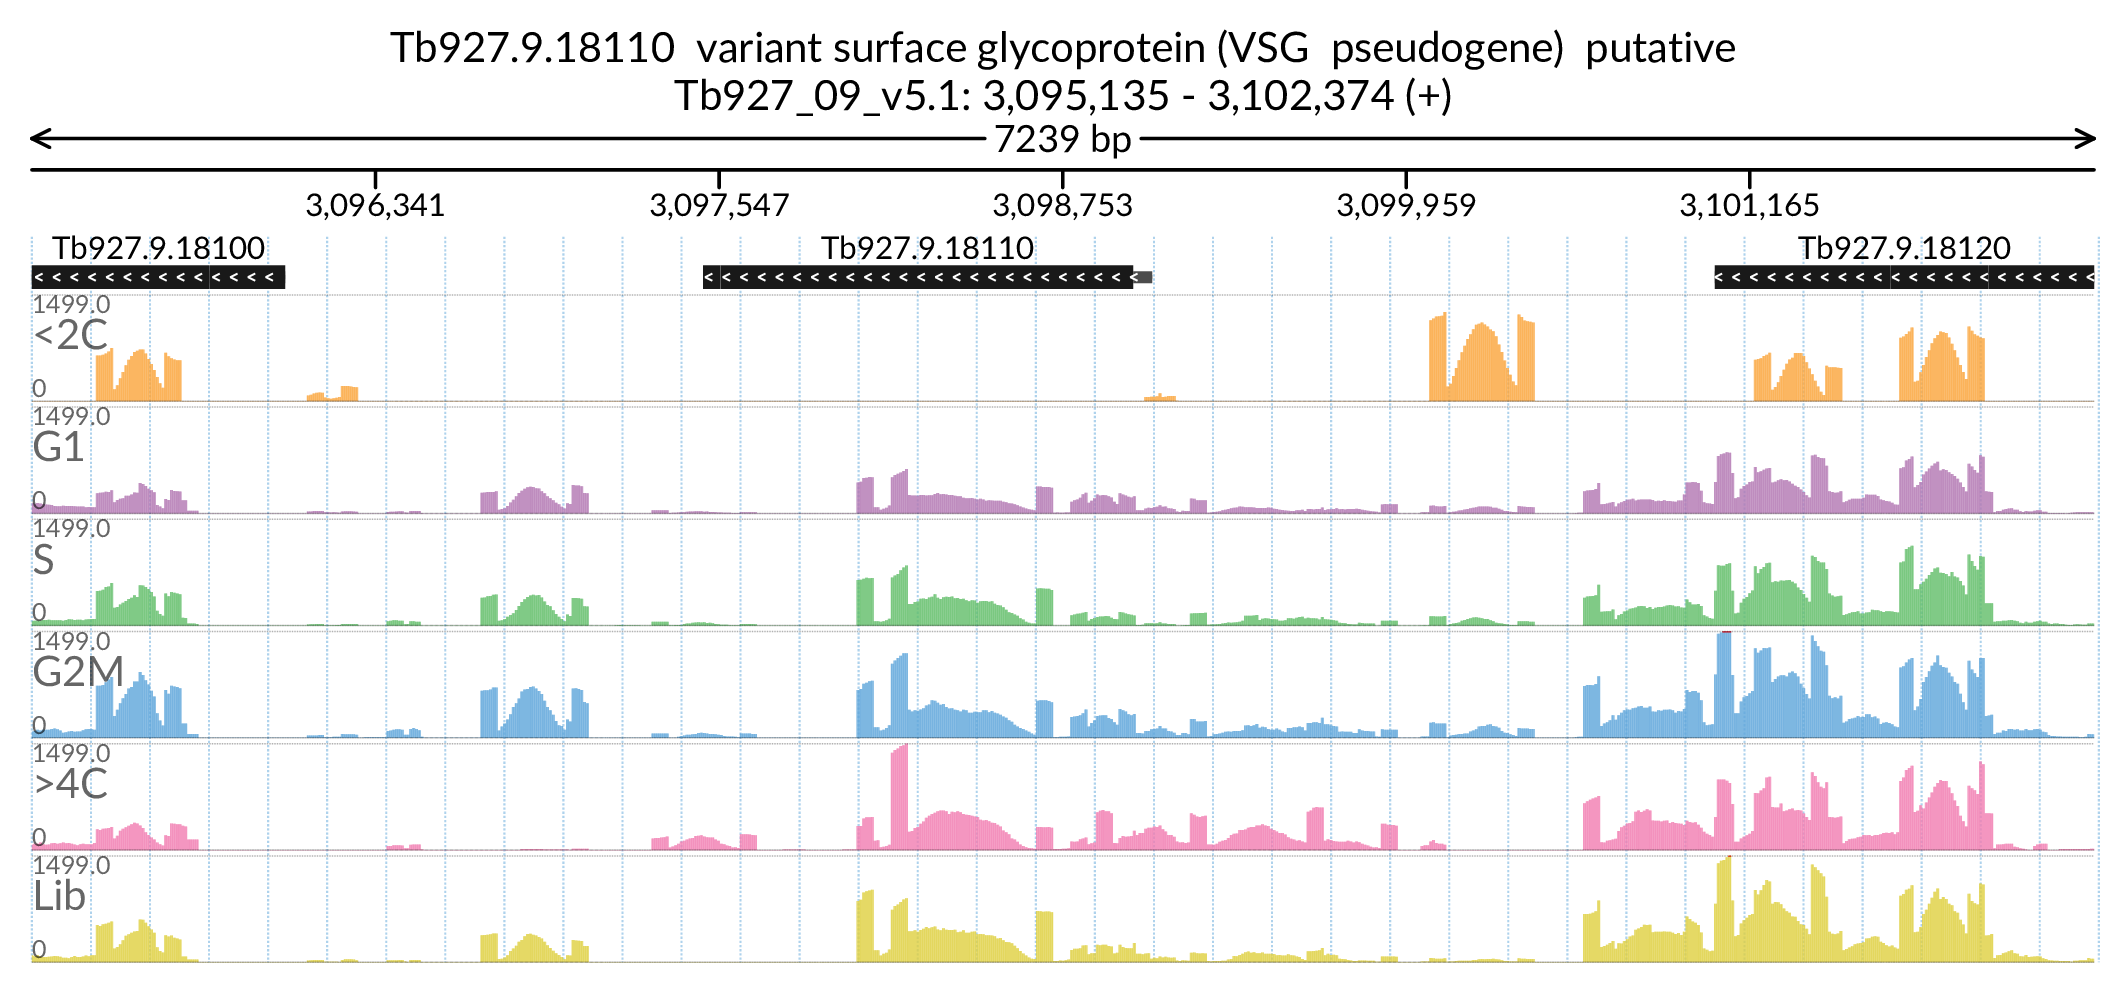 Tb927.9.18110 variant surface glycoprotein (VSG pseudogene) putative
Tb927_09_v5.1: 3,095,135 - 3,102,374 (+)
7239 bp
3,096,341 3,097,547 3,098,753 3,099,959 3,101,165
Tb927.9.18100 Tb927.9.18110 Tb927.9.18120
1499.0
<2C
0
1499.0
G1
0
1499.0
S
0
1499.0
G2M
0
1499.0
>4C
0
1499.0
Lib
0